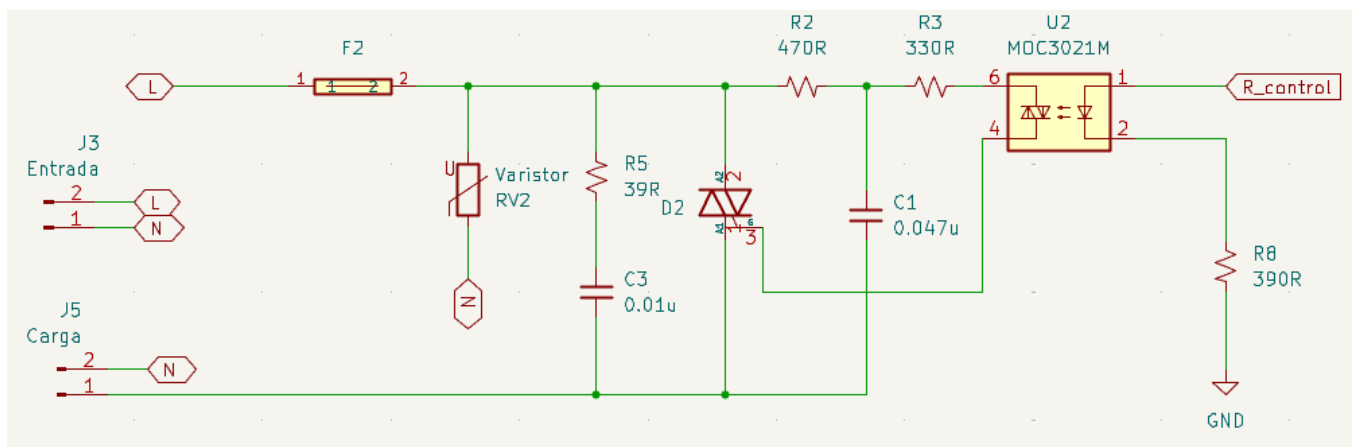 F2
L
1
1 2
2
R2
470R
R3
330R
U2
MOC3021M
6
4
1
2
R_control
J3
Entrada
2
L
1
N
U
Varistor
RV2
N
R5
39R
D2
A2
2
A1
1
G
3
C1
0.047u
C3
0.01u
R8
390R
GND
J5
Carga
2
N
1